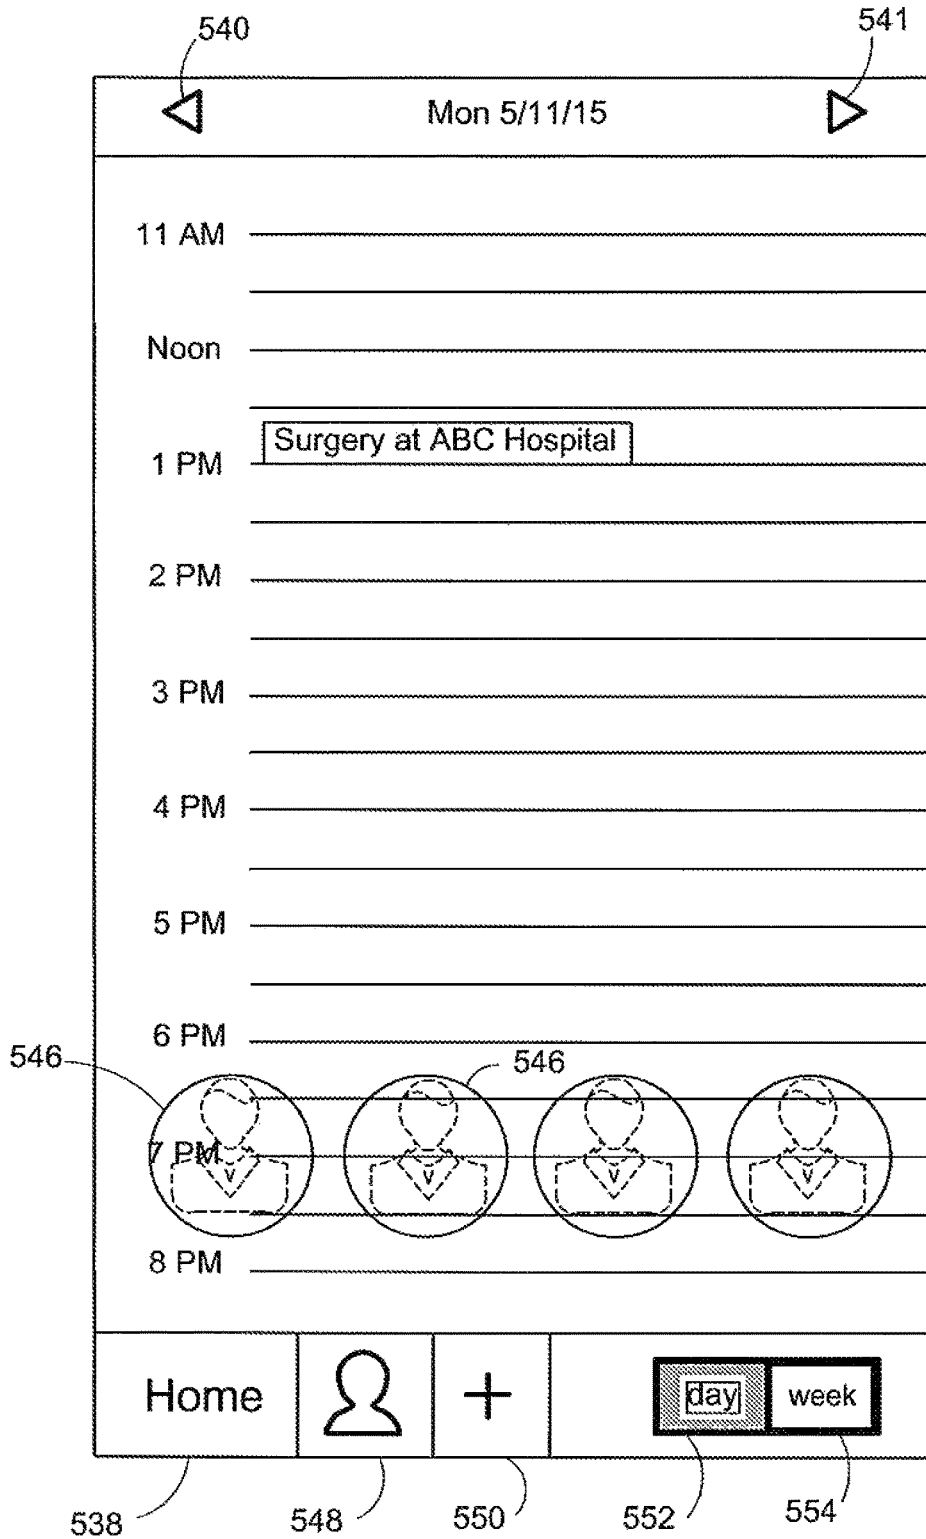 540
541
Mon 5/11/15
11 AM
Noon
Surgery at ABC Hospital
1 PM
2 PM
3 PM
4 PM
5 PM
6 PM
546
546
7 PM
8 PM
Home
+
day
week
538
548
550
552
554